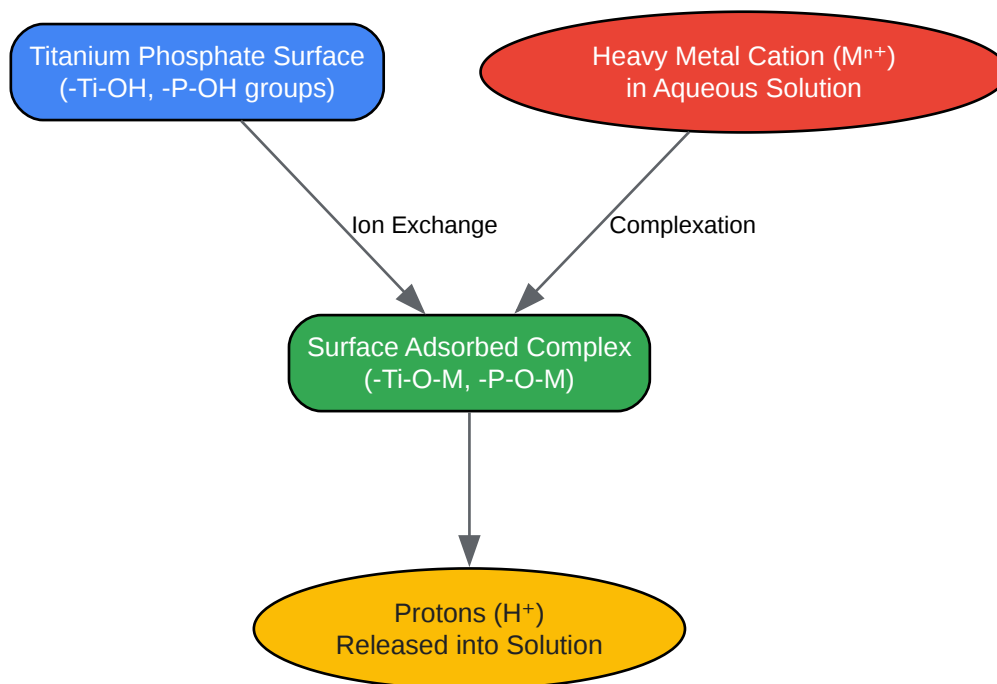 Titanium Phosphate Surface
(-Ti-OH, -P-OH groups)
Heavy Metal Cation (Mⁿ⁺)
in Aqueous Solution
Ion Exchange
Complexation
Surface Adsorbed Complex
(-Ti-O-M, -P-O-M)
Protons (H⁺)
Released into Solution